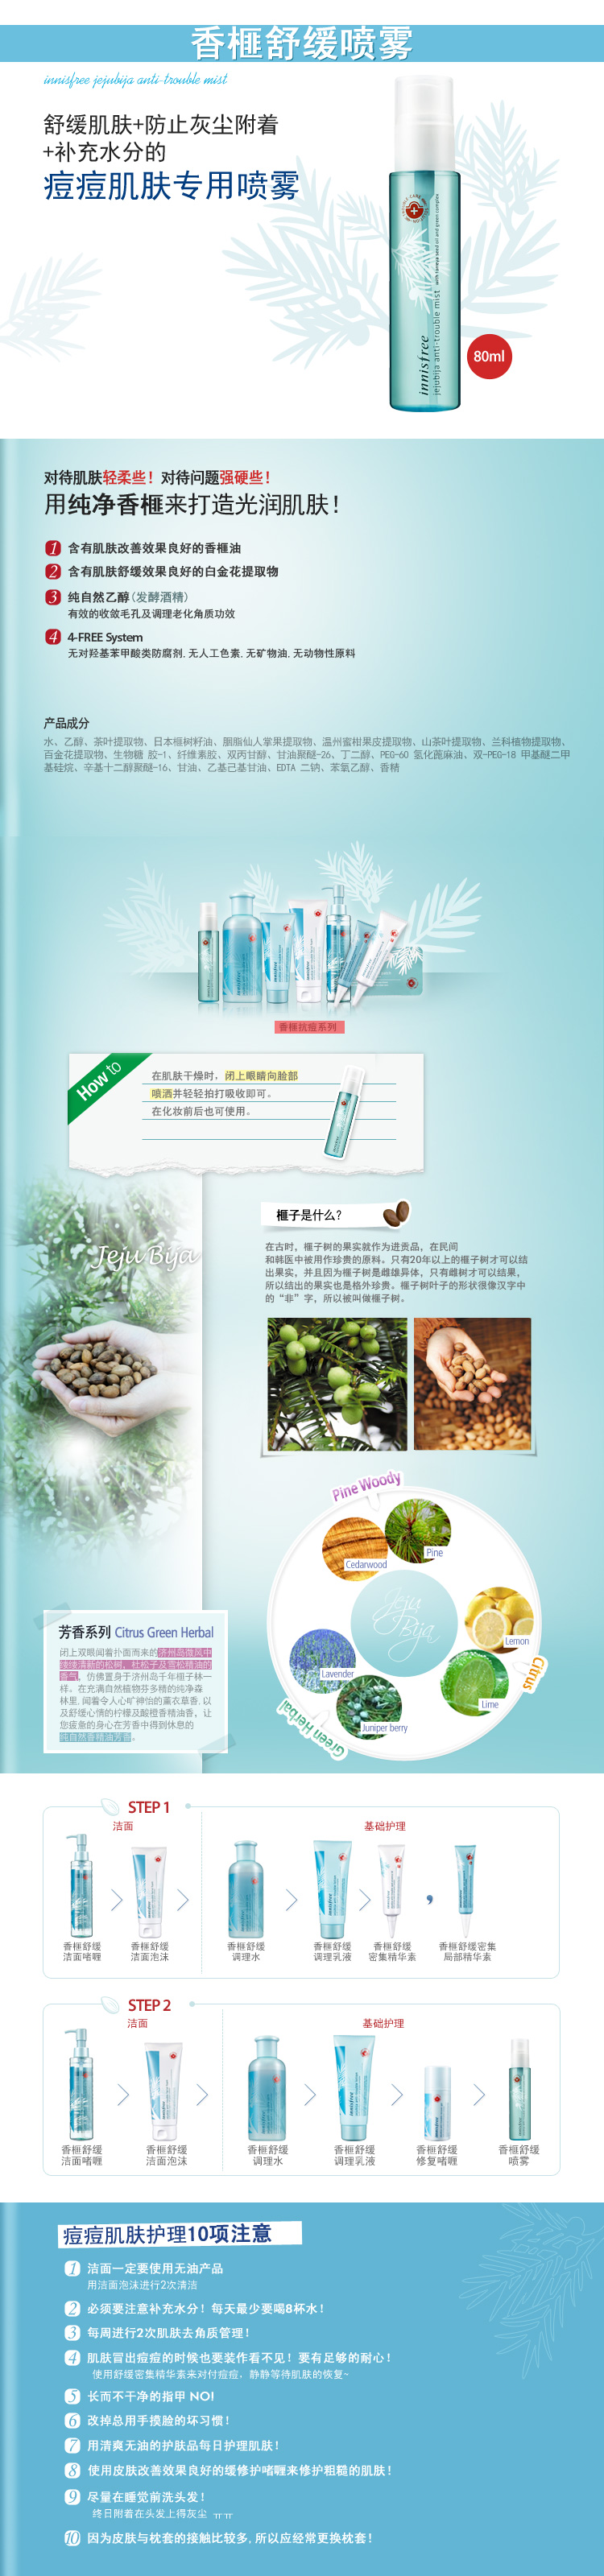 香榧舒缓喷雾
innisfree jejubija anti-trouble mist
舒缓肌肤+防止灰尘附着
+补充水分的
痘痘肌肤专用喷雾
innisfree
jejubija anti-trouble mist
80ml
对待肌肤轻柔些！对待问题强硬些！
用纯净香榧来打造光润肌肤！
1 含有肌肤改善效果良好的香榧油
2 含有肌肤舒缓效果良好的白金花提取物
3 纯自然乙醇（发酵酒精）
有效的收敛毛孔及调理老化角质功效
4 4-FREE System
无对羟基苯甲酸类防腐剂, 无人工色素, 无矿物油, 无动物性原料
产品成分
水、乙醇、茶叶提取物、日本榧树籽油、胭脂仙人掌果提取物、温州蜜柑果皮提取物、山茶叶提取物、兰科植物提取物、
百金花提取物、生物糖 胶-1、纤维素胶、双丙甘醇、甘油聚醚-26、丁二醇、PEG-60 氢化蓖麻油、双-PEG-18 甲基醚二甲
基硅烷、辛基十二醇聚醚-16、甘油、乙基己基甘油、EDTA 二钠、苯氧乙醇、香精
香榧抗痘系列
How to
在肌肤干燥时，闭上眼睛向脸部
喷洒并轻轻拍打吸收即可。
在化妆前后也可使用。
Jeju Bija
榧子是什么？
在古时，榧子树的果实就作为进贡品，在民间
和韩医中被用作珍贵的原料。只有20年以上的榧子树才可以结
出果实，并且因为榧子树是雌雄异体，只有雌树才可以结果，
所以结出的果实也是格外珍贵。榧子树叶子的形状很像汉字中
的“非”字，所以被叫做榧子树。
Pine Woody
Cedarwood
Pine
Jeju
Bija
Lemon
Citrus
Lime
Lavender
Juniper berry
Green Herbal
芳香系列 Citrus Green Herbal
闭上双眼闻着扑面而来的济州岛微风中
缕缕清新的松树，杜松子及雪松精油的
香气，仿佛置身于济州岛千年榧子林一
样。在充满自然植物芬多精的纯净森
林里, 闻着令人心旷神怡的薰衣草香, 以
及舒缓心情的柠檬及酸橙香精油香，让
您疲惫的身心在芳香中得到休息的
纯自然香精油芳香。
STEP 1
洁面
基础护理
香榧舒缓
洁面啫喱
香榧舒缓
洁面泡沫
香榧舒缓
调理水
香榧舒缓
调理乳液
香榧舒缓
密集精华素
,
香榧舒缓密集
局部精华素
STEP 2
洁面
基础护理
香榧舒缓
洁面啫喱
香榧舒缓
洁面泡沫
香榧舒缓
调理水
香榧舒缓
调理乳液
香榧舒缓
修复啫喱
香榧舒缓
喷雾
痘痘肌肤护理10项注意
1 洁面一定要使用无油产品
用洁面泡沫进行2次清洁
2 必须要注意补充水分！每天最少要喝8杯水！
3 每周进行2次肌肤去角质管理！
4 肌肤冒出痘痘的时候也要装作看不见！要有足够的耐心！
使用舒缓密集精华素来对付痘痘，静静等待肌肤的恢复~
5 长而不干净的指甲 NO!
6 改掉总用手摸脸的坏习惯！
7 用清爽无油的护肤品每日护理肌肤！
8 使用皮肤改善效果良好的缓修护啫喱来修护粗糙的肌肤！
9 尽量在睡觉前洗头发！
终日附着在头发上得灰尘 ㅠㅠ
10 因为皮肤与枕套的接触比较多, 所以应经常更换枕套！